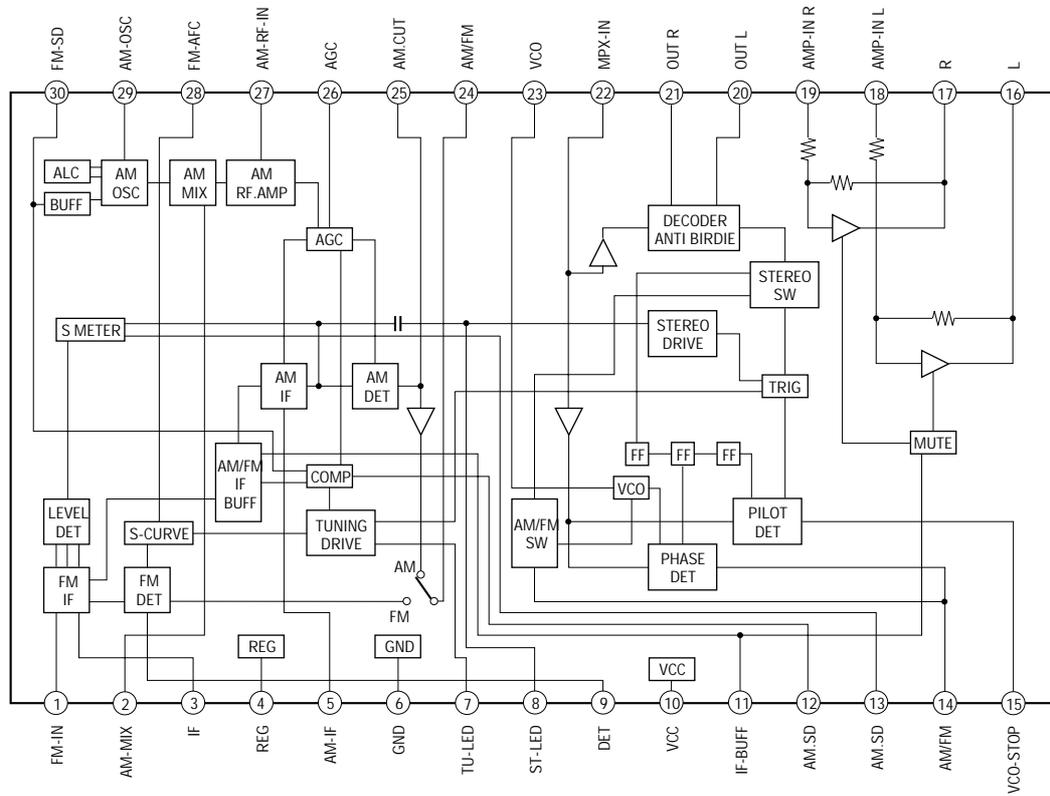 FM-SD
AM-OSC
FM-AFC
AM-RF-IN
AGC
AM.CUT
AM/FM
VCO
MPX-IN
OUT R
OUT L
AMP-IN R
AMP-IN L
R
L
30
29
28
27
26
25
24
23
22
21
20
19
18
17
16
ALC
BUFF
AM
OSC
AM
MIX
AM
RF.AMP
AGC
DECODER
ANTI BIRDIE
STEREO
SW
S METER
STEREO
DRIVE
AM
IF
AM
DET
TRIG
MUTE
AM/FM
IF
BUFF
COMP
FF
FF
FF
VCO
LEVEL
DET
S-CURVE
TUNING
DRIVE
AM/FM
SW
PILOT
DET
PHASE
DET
FM
IF
FM
DET
AM
FM
REG
GND
VCC
1
2
3
4
5
6
7
8
9
10
11
12
13
14
15
FM-IN
AM-MIX
IF
REG
AM-IF
GND
TU-LED
ST-LED
DET
VCC
IF-BUFF
AM.SD
AM.SD
AM/FM
VCO-STOP